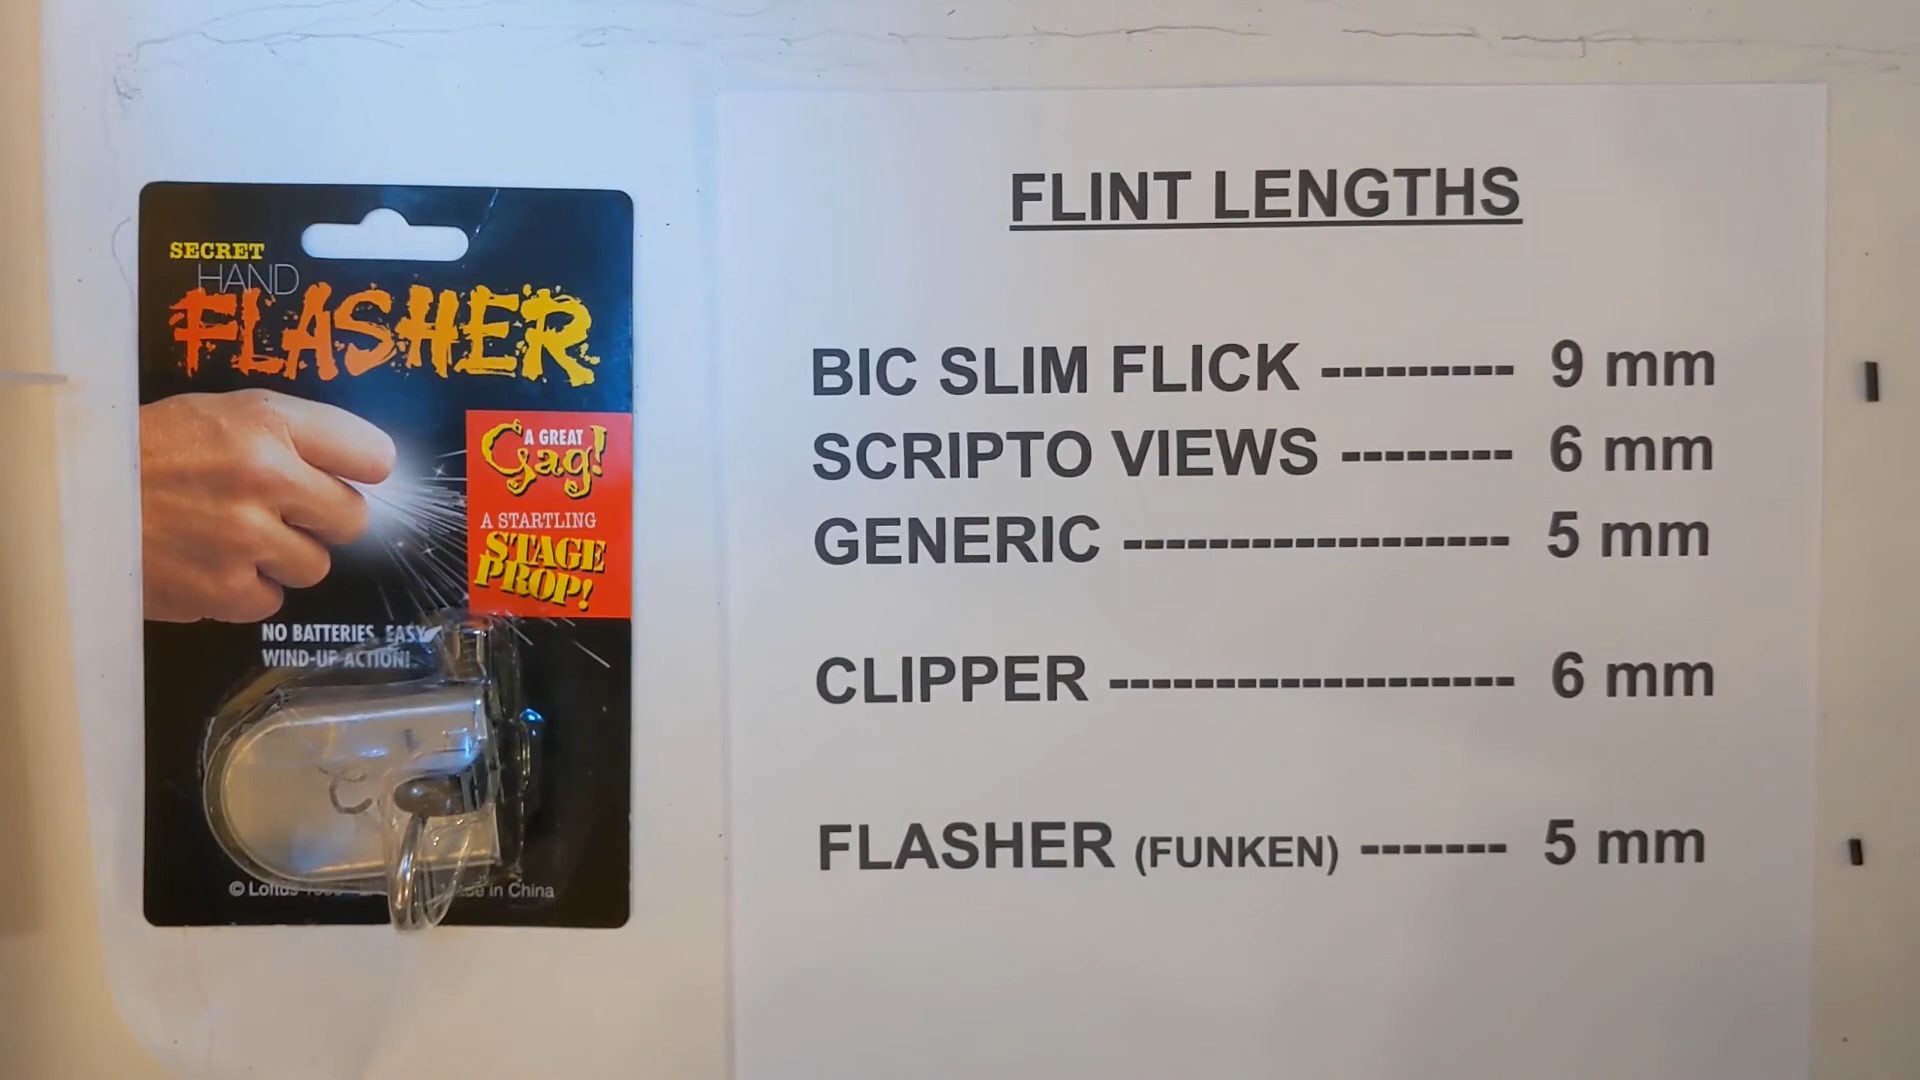 SECRET
HAND
FLASHER
A GREAT
Gag!
A STARTLING
STAGE
PROP!
NO BATTERIES, EASY
WIND-UP ACTION!
© Loftus
in China
FLINT LENGTHS
BIC SLIM FLICK --------- 9 mm
SCRIPTO VIEWS -------- 6 mm
GENERIC ------------------ 5 mm
CLIPPER ------------------- 6 mm
FLASHER (FUNKEN) ------- 5 mm